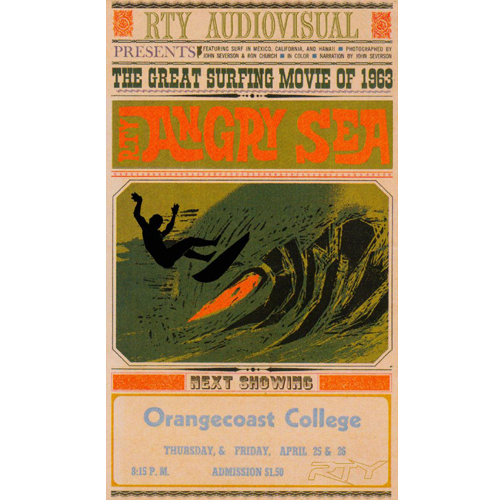 RTY AUDIOVISUAL
PRESENTS FEATURING SURF IN MEXICO, CALIFORNIA, AND HAWAII ■ PHOTOGRAPHED BY
JOHN SEVERSON & RON CHURCH ■ IN COLOR ■ NARRATION BY JOHN SEVERSON
THE GREAT SURFING MOVIE OF 1963
RTY ANGRY SEA
NEXT SHOWING
Orangecoast College
THURSDAY, & FRIDAY, APRIL 25 & 26
8:15 P. M. ADMISSION $1.50
RTY